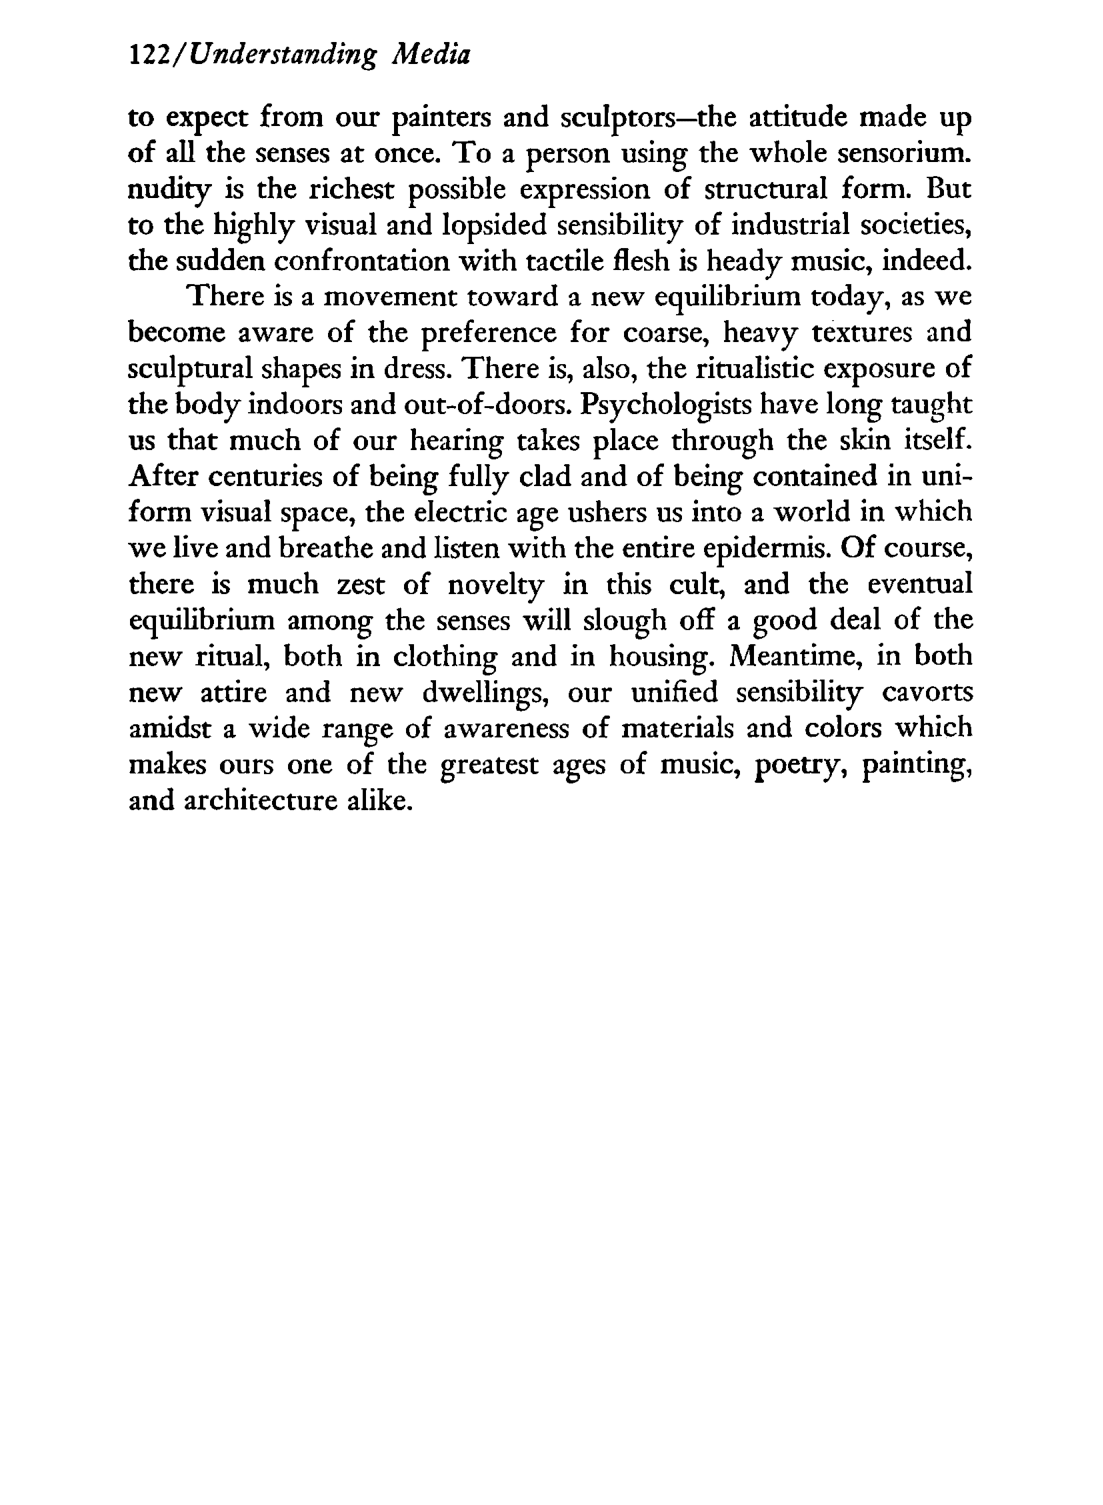 122/Understanding Media
to expect from our painters and sculptors—the attitude made up
of all the senses at once. To a person using the whole sensorium.
nudity is the richest possible expression of structural form. But
to the highly visual and lopsided sensibility of industrial societies,
the sudden confrontation with tactile flesh is heady music, indeed.
There is a movement toward a new equilibrium today, as we
become aware of the preference for coarse, heavy textures and
sculptural shapes in dress. There is, also, the ritualistic exposure of
the body indoors and out-of-doors. Psychologists have long taught
us that much of our hearing takes place through the skin itself.
After centuries of being fully clad and of being contained in uni-
form visual space, the electric age ushers us into a world in which
we live and breathe and listen with the entire epidermis. Of course,
there is much zest of novelty in this cult, and the eventual
equilibrium among the senses will slough off a good deal of the
new ritual, both in clothing and in housing. Meantime, in both
new attire and new dwellings, our unified sensibility cavorts
amidst a wide range of awareness of materials and colors which
makes ours one of the greatest ages of music, poetry, painting,
and architecture alike.